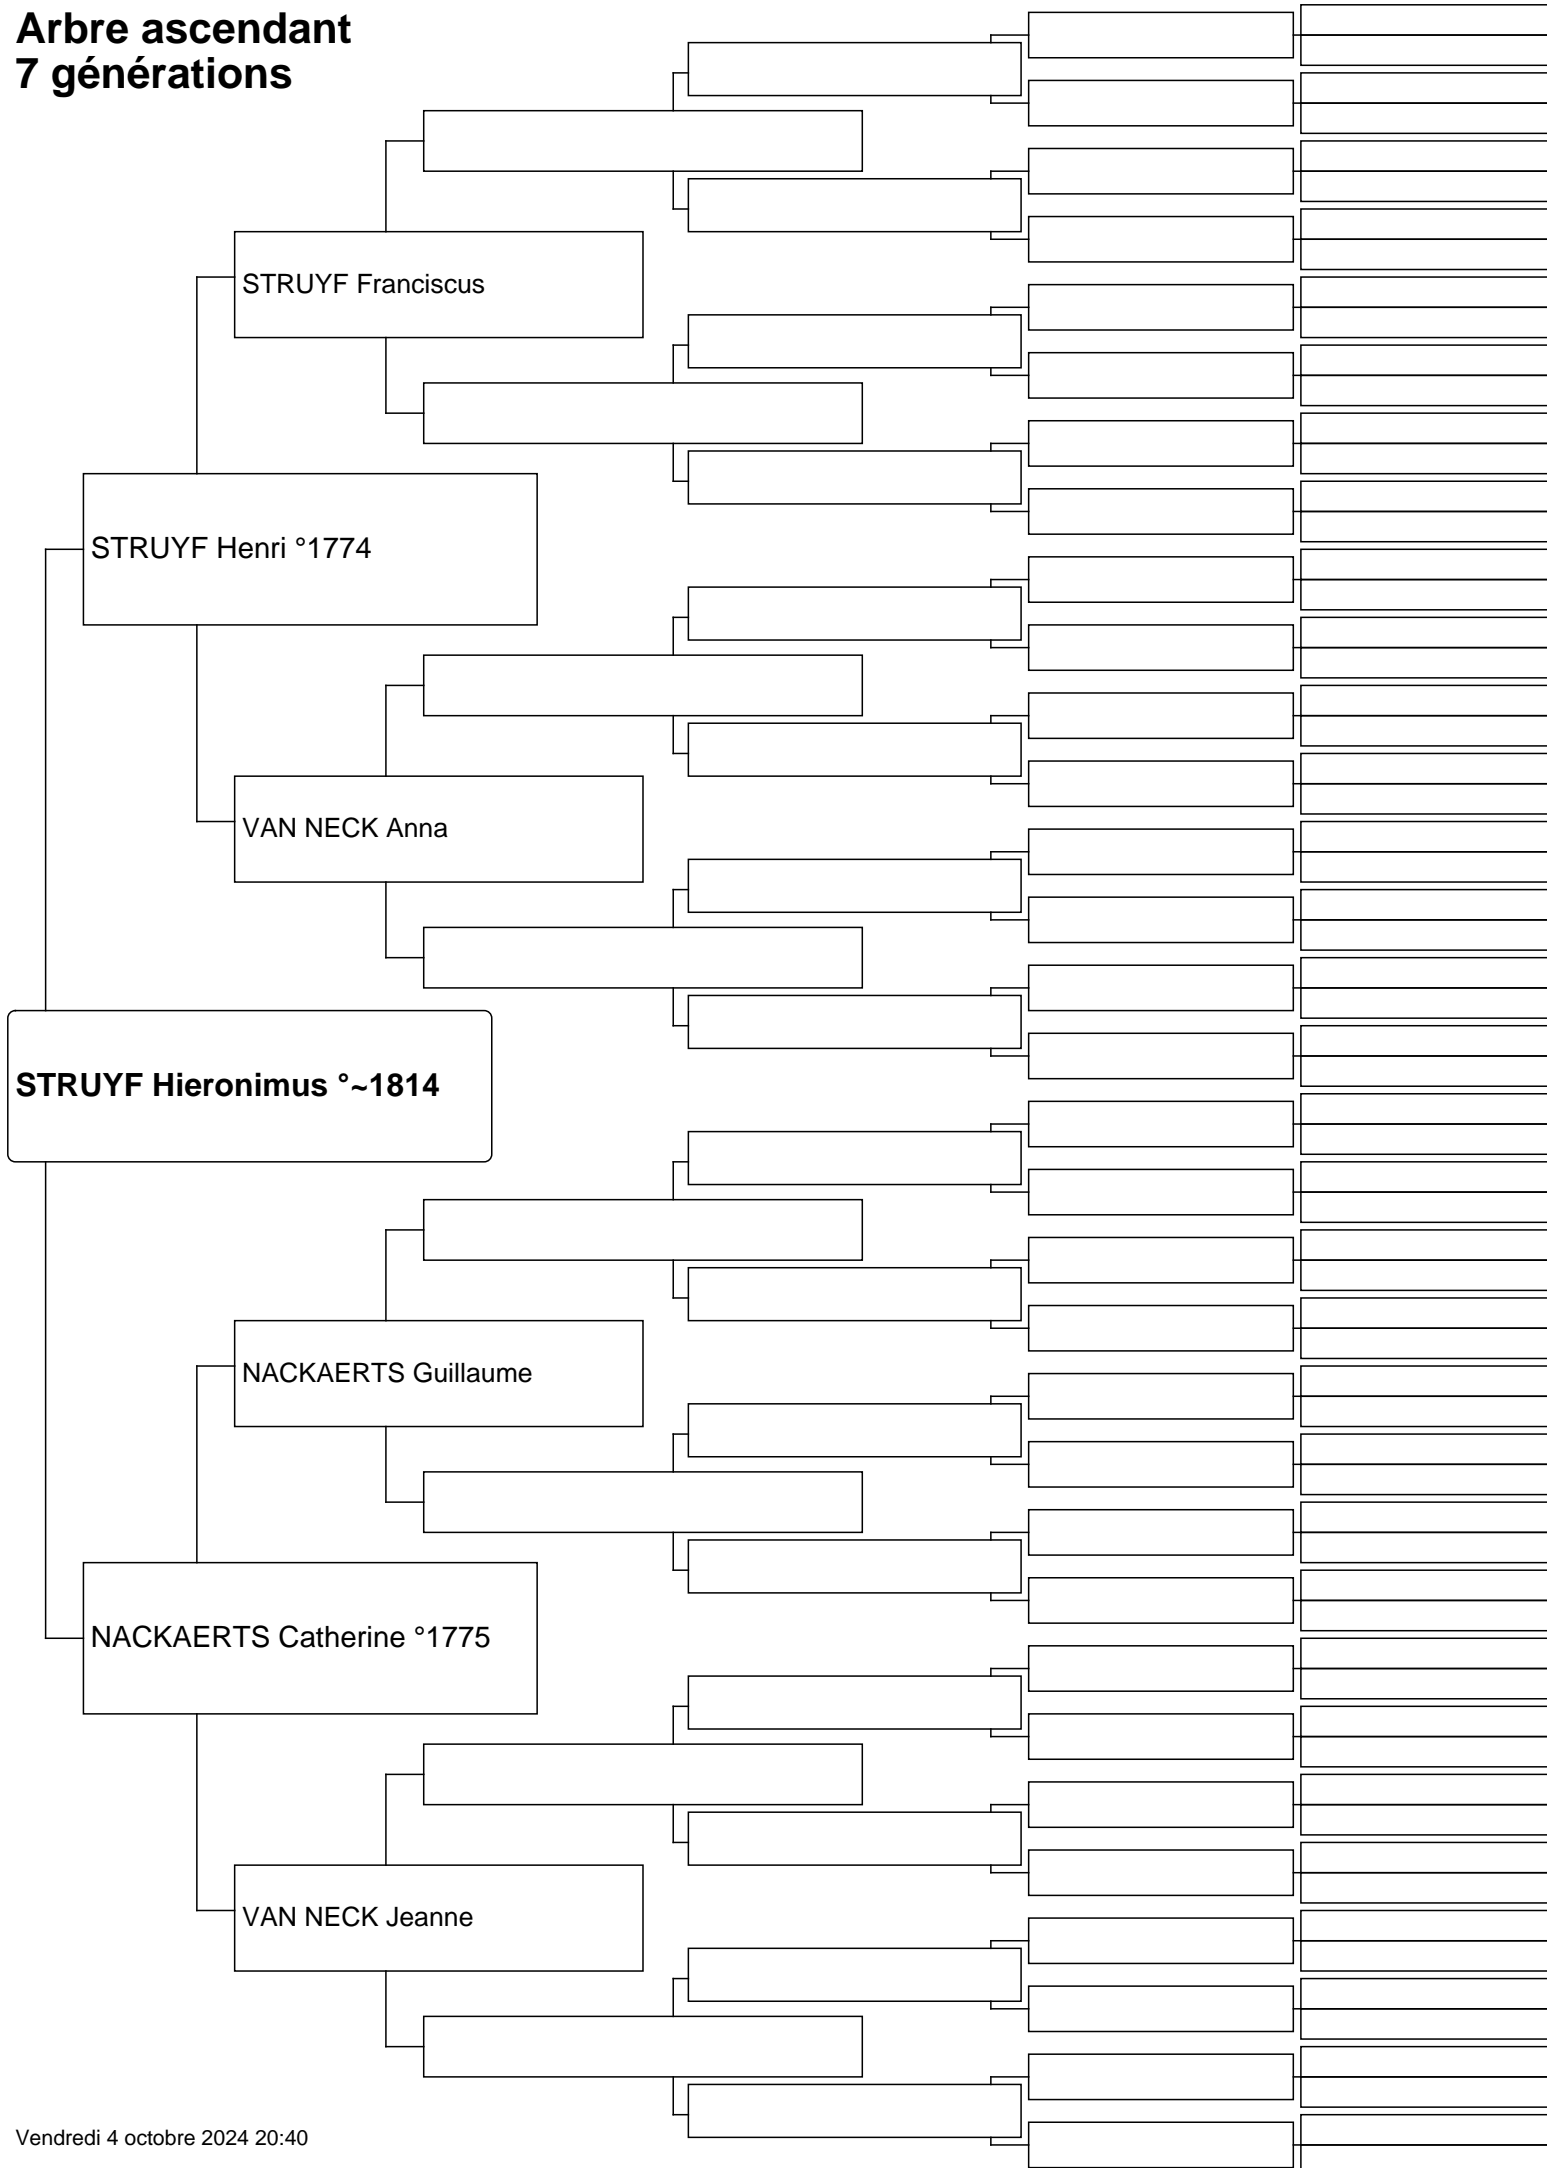 Arbre ascendant
7 générations
STRUYF Franciscus
STRUYF Henri °1774
VAN NECK Anna
STRUYF Hieronimus °~1814
NACKAERTS Guillaume
NACKAERTS Catherine °1775
VAN NECK Jeanne
Vendredi 4 octobre 2024 20:40